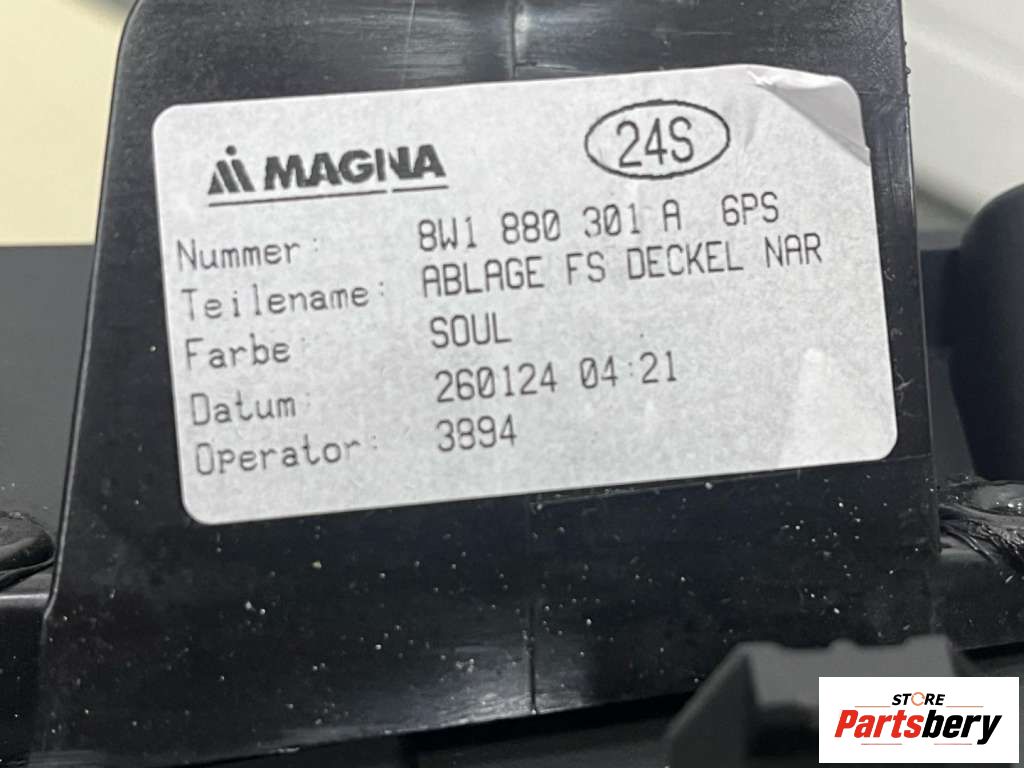 MAGNA 24S
Nummer: 8W1 880 301 A 6PS
Teilename: ABLAGE FS DECKEL NAR
Farbe: SOUL
Datum: 260124 04:21
Operator: 3894
STORE
Partsbery